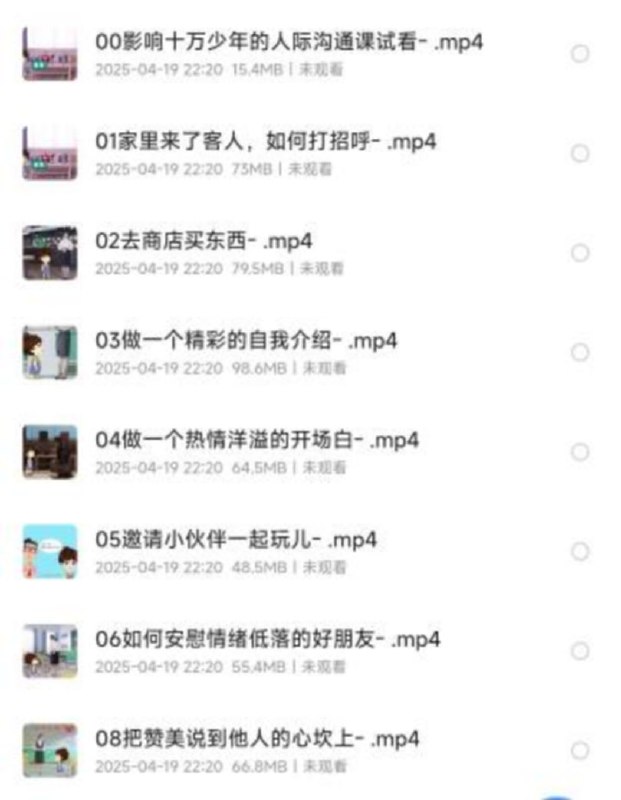 00影响十万少年的人际沟通课试看- .mp4
2025-04-19 22:20 15.4MB | 未观看
01家里来了客人，如何打招呼- .mp4
2025-04-19 22:20 73MB | 未观看
02去商店买东西- .mp4
2025-04-19 22:20 79.5MB | 未观看
03做一个精彩的自我介绍- .mp4
2025-04-19 22:20 98.6MB | 未观看
04做一个热情洋溢的开场白- .mp4
2025-04-19 22:20 64.5MB | 未观看
05邀请小伙伴一起玩儿- .mp4
2025-04-19 22:20 48.5MB | 未观看
06如何安慰情绪低落的好朋友- .mp4
2025-04-19 22:20 55.4MB | 未观看
08把赞美说到他人的心坎上- .mp4
2025-04-19 22:20 66.8MB | 未观看